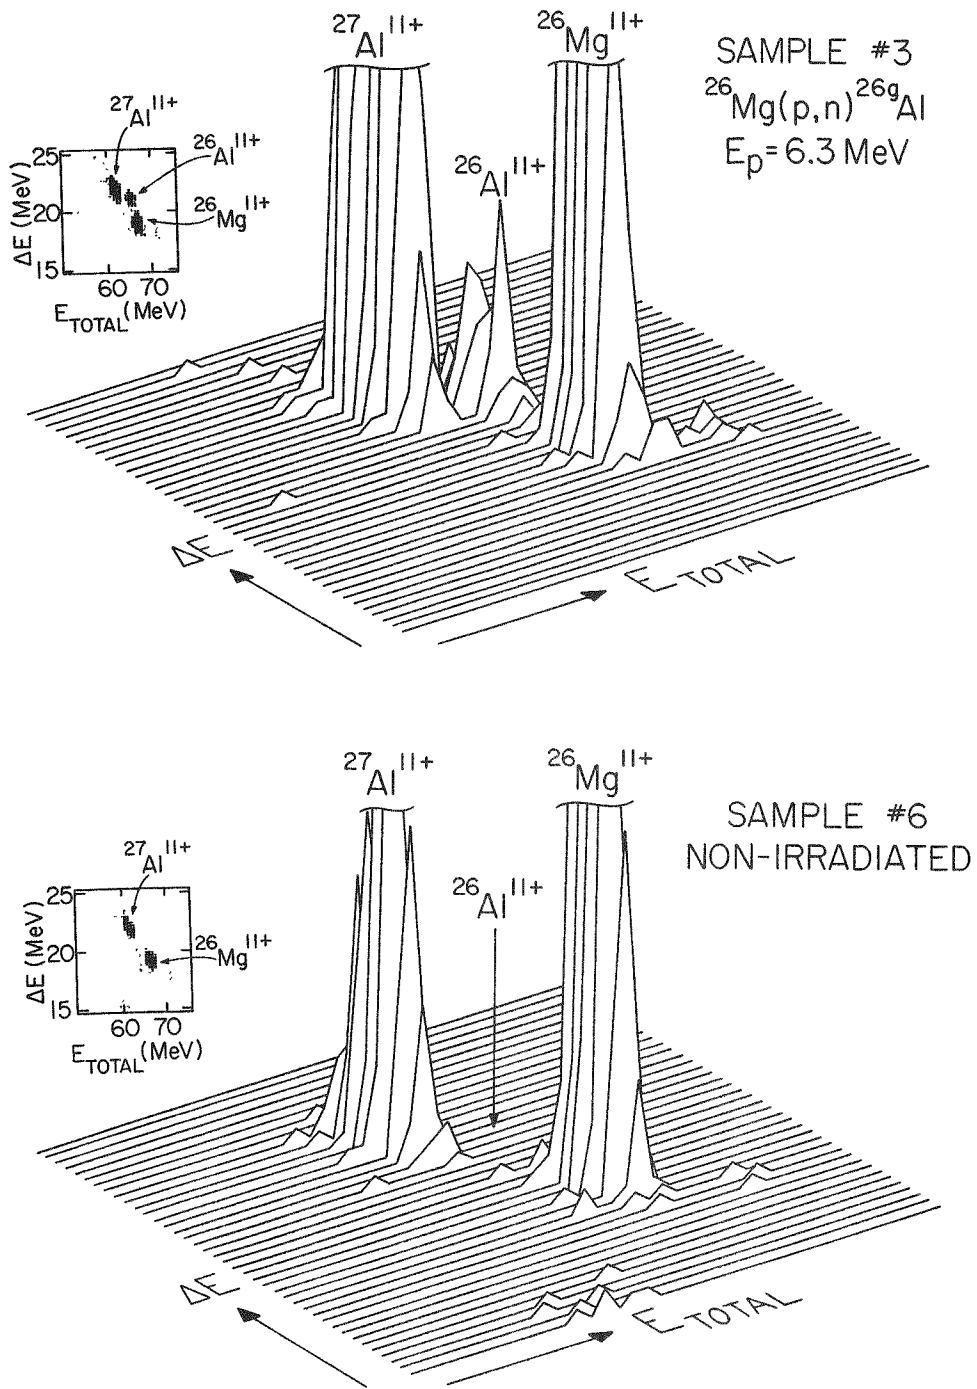 27Al11+
26Mg11+
SAMPLE #3
26Mg(p,n)26gAl
Ep=6.3 MeV
27Al11+
26Al11+
26Mg11+
25
20
15
ΔE (MeV)
60 70
ETOTAL(MeV)
26Al11+
ΔE
ETOTAL
27Al11+
26Mg11+
SAMPLE #6
NON-IRRADIATED
27Al11+
26Mg11+
25
20
15
ΔE (MeV)
60 70
ETOTAL(MeV)
26Al11+
ΔE
ETOTAL